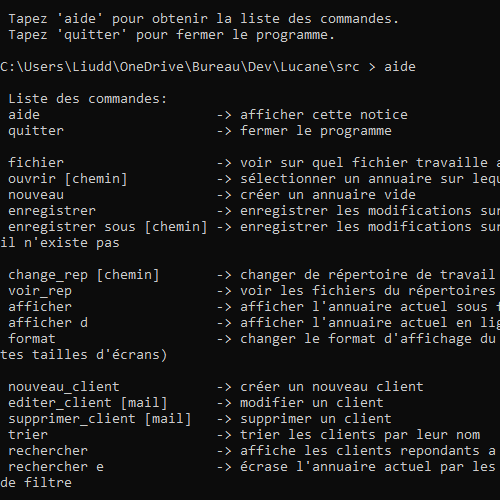 Tapez 'aide' pour obtenir la liste des commandes.
Tapez 'quitter' pour fermer le programme.
C:\Users\Liudd\OneDrive\Bureau\Dev\Lucane\src > aide
Liste des commandes:
aide -> afficher cette notice
quitter -> fermer le programme
fichier -> voir sur quel fichier travaille
ouvrir [chemin] -> sélectionner un annuaire sur
nouveau -> créer un annuaire vide
enregistrer -> enregistrer les modifications
enregistrer sous [chemin] -> enregistrer les modifications
il n'existe pas
change_rep [chemin] -> changer de répertoire de travail
voir_rep -> voir les fichiers du répertoires
afficher -> afficher l'annuaire actuel sous
afficher d -> afficher l'annuaire actuel en
format -> changer le format d'affichage du
tes tailles d'écrans)
nouveau_client -> créer un nouveau client
editer_client [mail] -> modifier un client
supprimer_client [mail] -> supprimer un client
trier -> trier les clients par leur nom
rechercher -> affiche les clients repondants a
rechercher e -> écrase l'annuaire actuel par les
de filtre